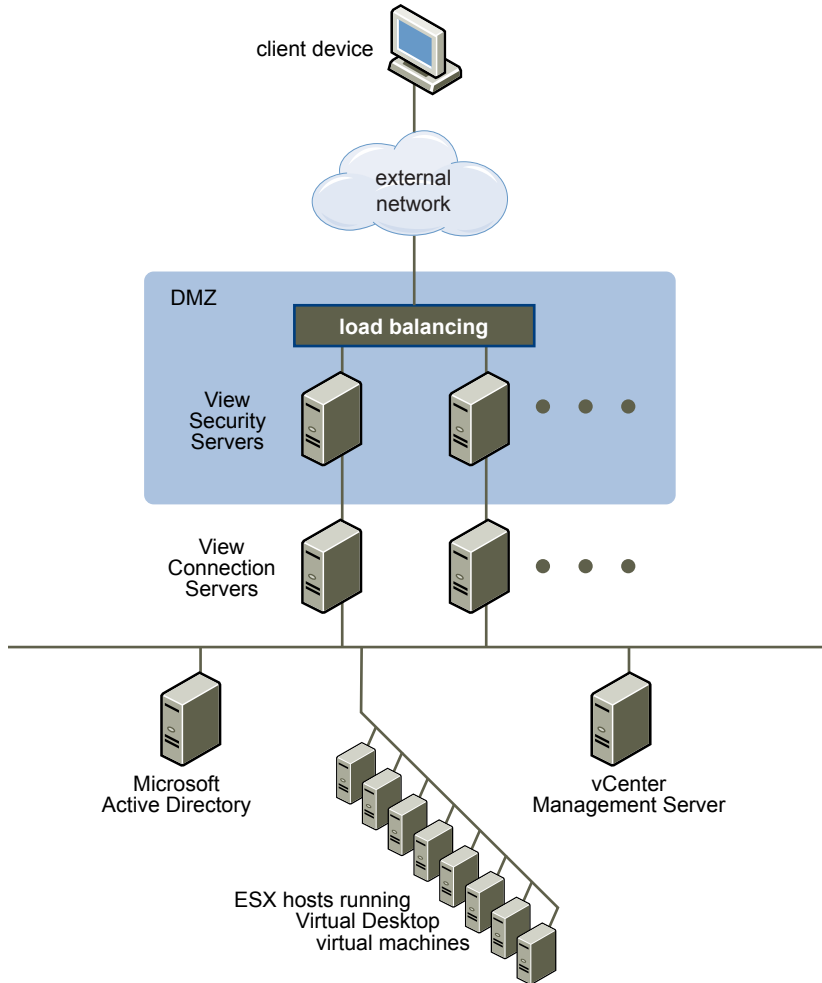 client device
external
network
DMZ
load balancing
View
Security
Servers
View
Connection
Servers
Microsoft
Active Directory
vCenter
Management Server
ESX hosts running
Virtual Desktop
virtual machines